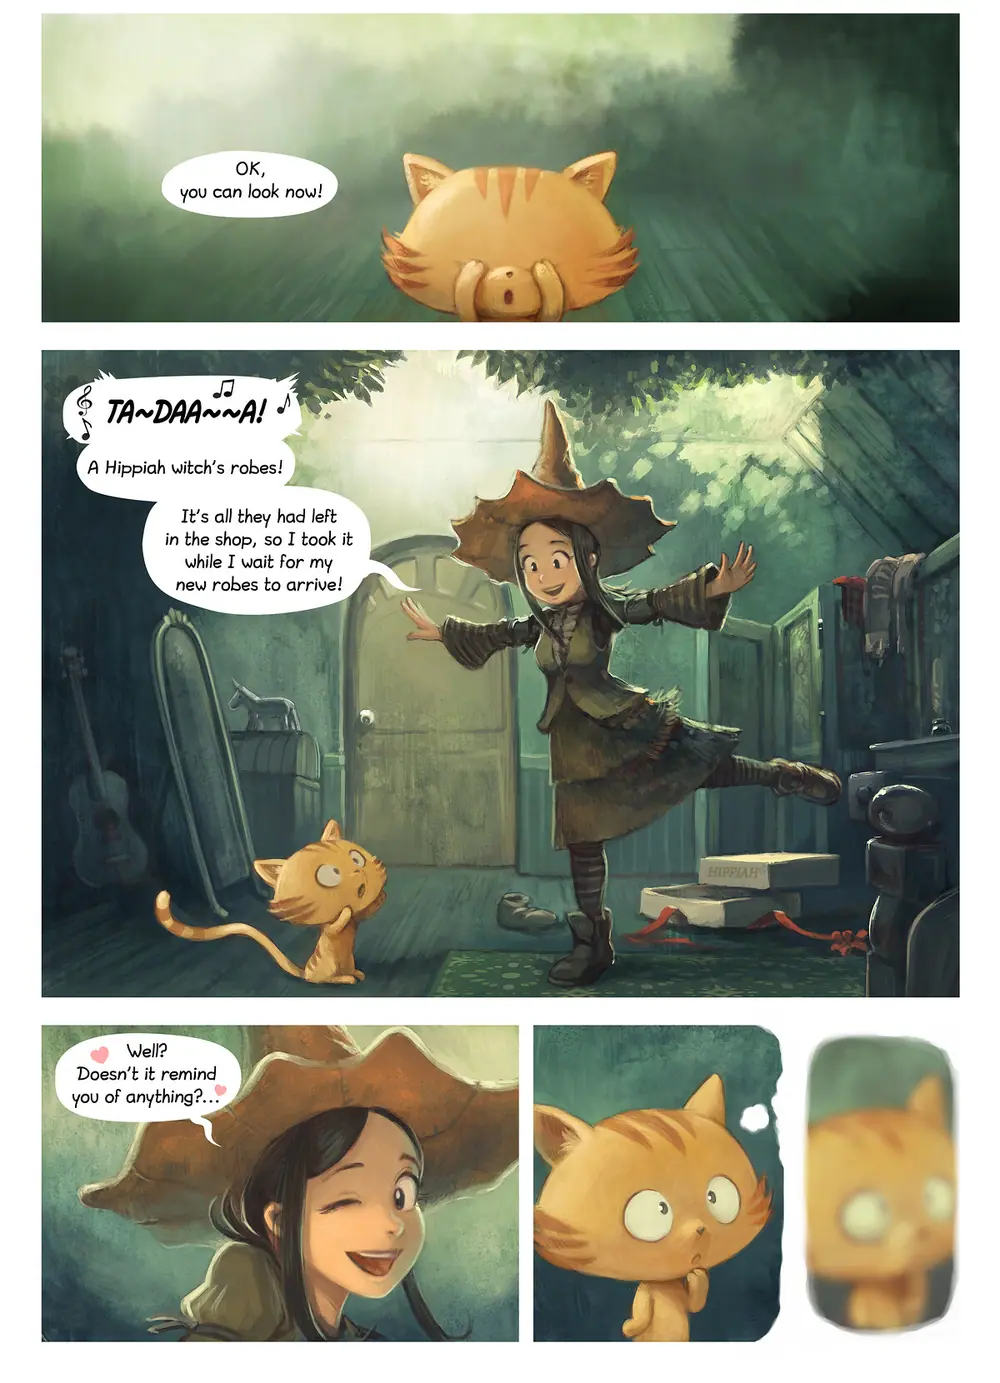 OK,
you can look now!
TA~DAA~~A!
A Hippiah witch's robes!
It's all they had left
in the shop, so I took it
while I wait for my
new robes to arrive!
HIPPIAH
Well?
Doesn't it remind
you of anything?...